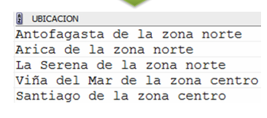 UBICACION
Antofagasta de la zona norte
Arica de la zona norte
La Serena de la zona norte
Viña del Mar de la zona centro
Santiago de la zona centro